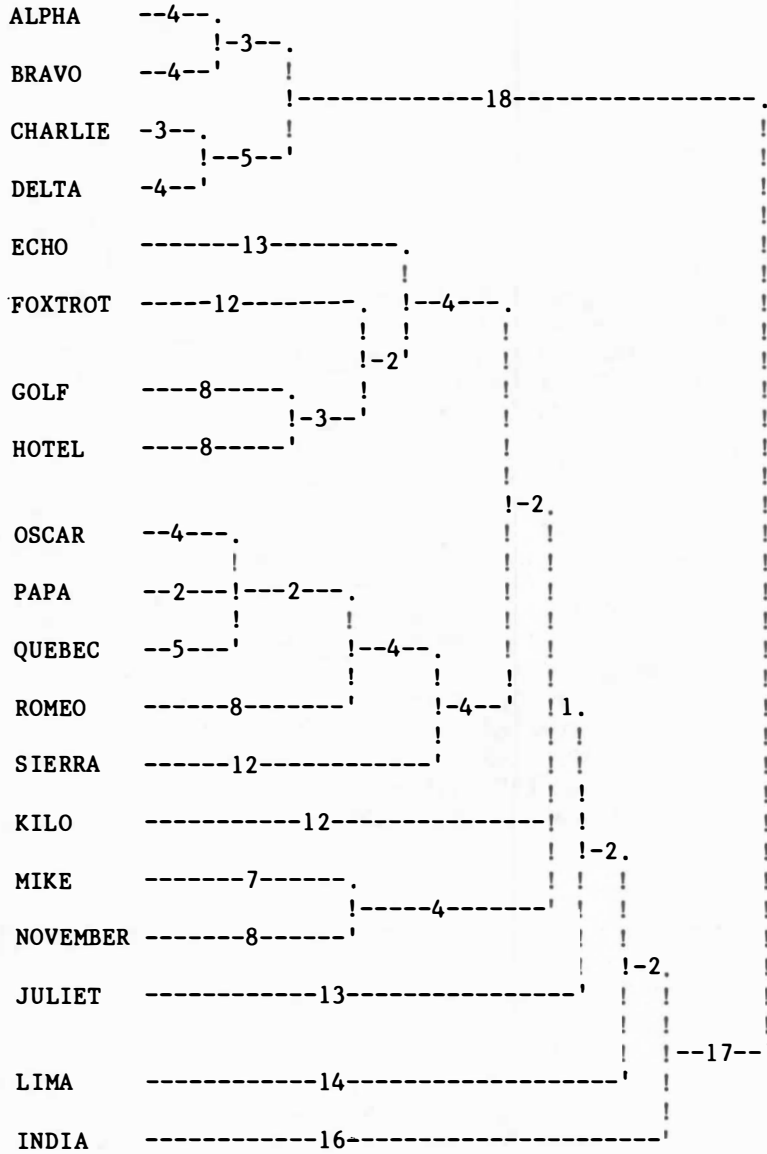 ALPHA --4--.
!-3--.
BRAVO --4--' !
!------------18----------------.
CHARLIE -3--. !
!--5--'
DELTA -4--'
ECHO -------13--------.
FOXTROT -----12--------. !--4---.
!-2'
GOLF ----8-----. !
!-3--'
HOTEL ----8-----'
!-2.
OSCAR --4---.
PAPA --2---!---2---.
QUEBEC --5---' !--4--.
ROMEO ------8-------' !-4--' ! 1.
SIERRA ------12------------'
KILO -----------12---------------
MIKE -------7------. !-2.
!-----4-------'
NOVEMBER -------8------'
!-2.
JULIET ------------13----------------'
!--17--'
LIMA ------------14------------------'
INDIA ------------16---------------------'